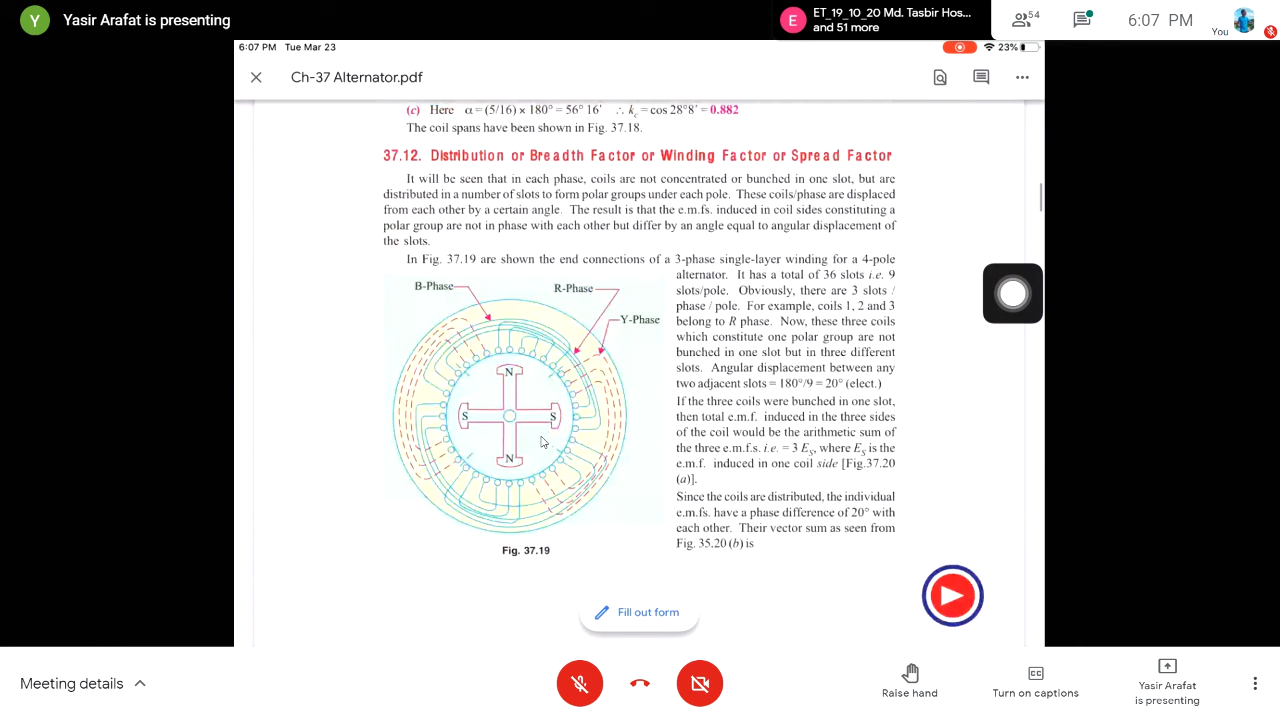 Y Yasir Arafat is presenting
E ET_19_10_20 Md. Tasbir Hos...
and 51 more
54
6:07 PM
You
6:07 PM Tue Mar 23
23%
Ch-37 Alternator.pdf
(c) Here α = (5/16) × 180° = 56° 16′ ∴ kc = cos 28°8′ = 0.882
The coil spans have been shown in Fig. 37.18.
37.12. Distribution or Breadth Factor or Winding Factor or Spread Factor
It will be seen that in each phase, coils are not concentrated or bunched in one slot, but are
distributed in a number of slots to form polar groups under each pole. These coils/phase are displaced
from each other by a certain angle. The result is that the e.m.fs. induced in coil sides constituting a
polar group are not in phase with each other but differ by an angle equal to angular displacement of
the slots.
In Fig. 37.19 are shown the end connections of a 3-phase single-layer winding for a 4-pole
alternator. It has a total of 36 slots i.e. 9
slots/pole. Obviously, there are 3 slots /
phase / pole. For example, coils 1, 2 and 3
belong to R phase. Now, these three coils
which constitute one polar group are not
bunched in one slot but in three different
slots. Angular displacement between any
two adjacent slots = 180°/9 = 20° (elect.)
If the three coils were bunched in one slot,
then total e.m.f. induced in the three sides
of the coil would be the arithmetic sum of
the three e.m.f.s. i.e. = 3 ES, where ES is the
e.m.f. induced in one coil side [Fig.37.20
(a)].
Since the coils are distributed, the individual
e.m.fs. have a phase difference of 20° with
each other. Their vector sum as seen from
Fig. 35.20 (b) is
B-Phase
R-Phase
Y-Phase
N
S
S
N
Fig. 37.19
Fill out form
Meeting details
Raise hand
CC
Turn on captions
Yasir Arafat
is presenting